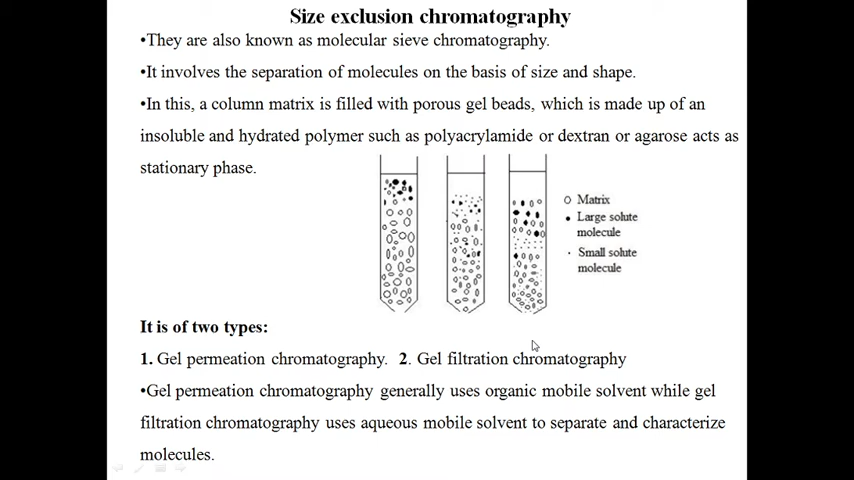 Size exclusion chromatography
•They are also known as molecular sieve chromatography.
•It involves the separation of molecules on the basis of size and shape.
•In this, a column matrix is filled with porous gel beads, which is made up of an
insoluble and hydrated polymer such as polyacrylamide or dextran or agarose acts as
stationary phase.
Matrix
Large solute
molecule
Small solute
molecule
It is of two types:
1. Gel permeation chromatography. 2. Gel filtration chromatography
•Gel permeation chromatography generally uses organic mobile solvent while gel
filtration chromatography uses aqueous mobile solvent to separate and characterize
molecules.